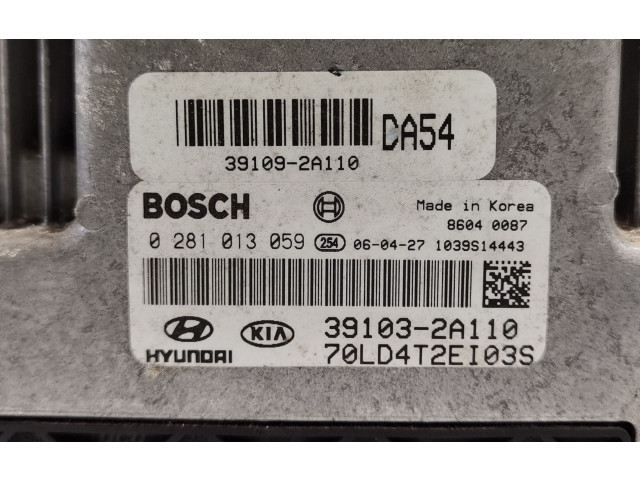 DA54
39109-2A110
BOSCH
Made in Korea
8604 0087
0 281 013 059 254 06-04-27 1039S14443
HYUNDAI KIA 39103-2A110
70LD4T2EI03S